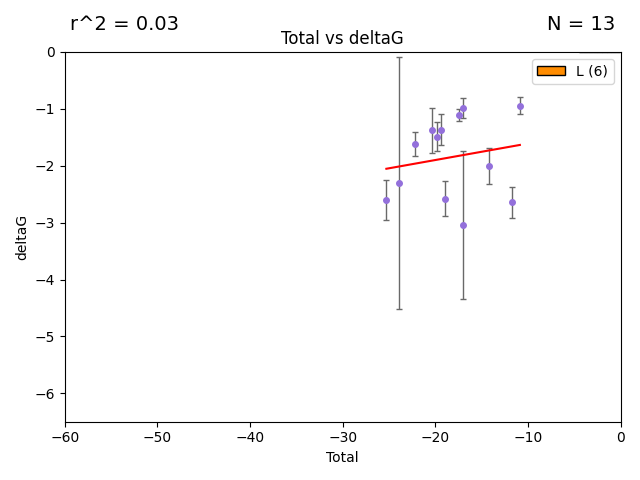 r^2 = 0.03
N = 13
Total vs deltaG
L (6)
deltaG
0
−1
−2
−3
−4
−5
−6
−60
−50
−40
−30
−20
−10
0
Total